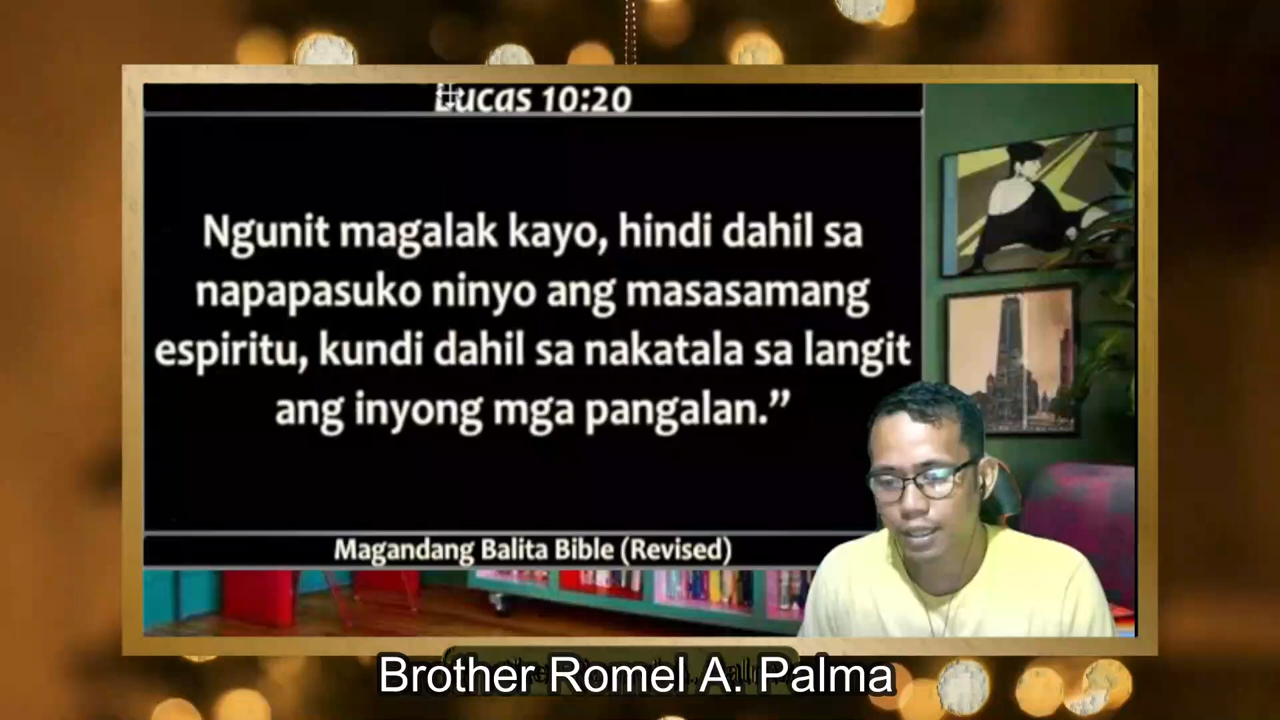 Lucas 10:20
Ngunit magalak kayo, hindi dahil sa
napapasuko ninyo ang masasamang
espiritu, kundi dahil sa nakatala sa langit
ang inyong mga pangalan.”
Magandang Balita Bible (Revised)
Brother Romel A. Palma